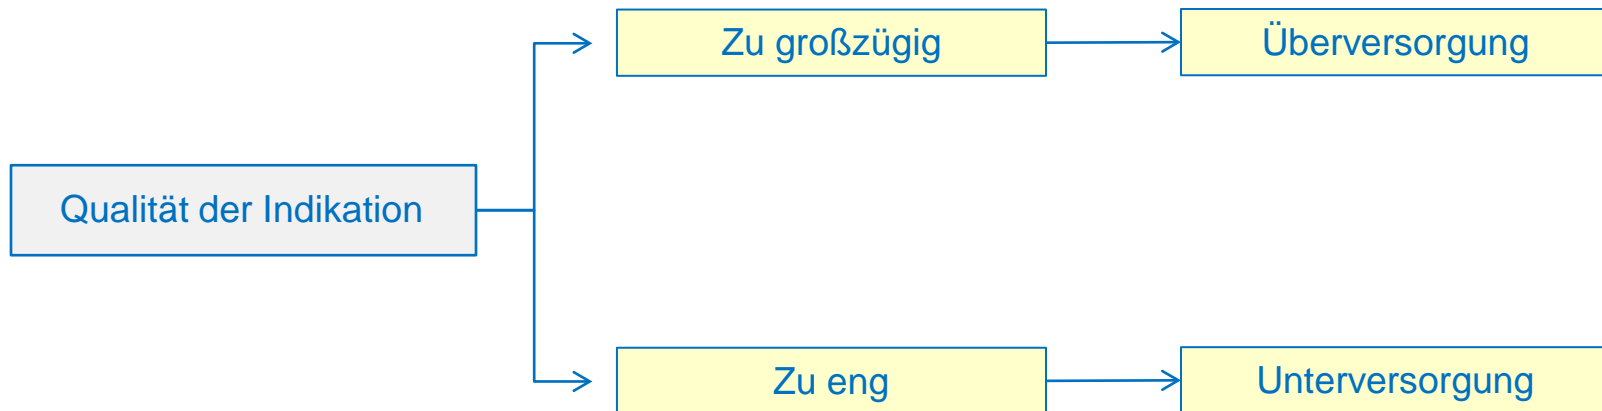 Zu großzügig
Überversorgung
Qualität der Indikation
Zu eng
Unterversorgung